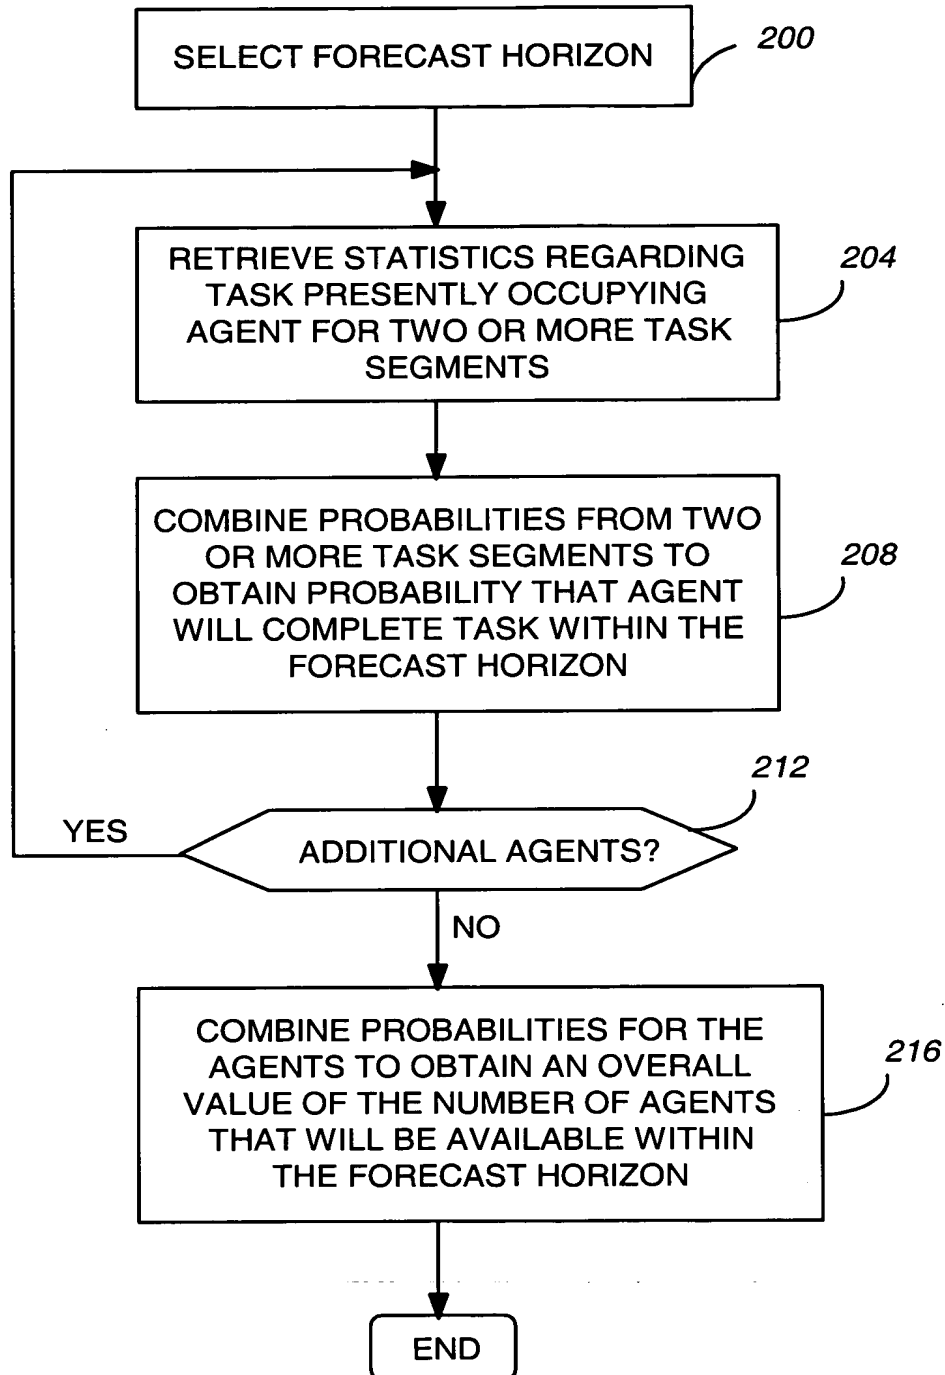 SELECT FORECAST HORIZON
200
RETRIEVE STATISTICS REGARDING
TASK PRESENTLY OCCUPYING
AGENT FOR TWO OR MORE TASK
SEGMENTS
204
COMBINE PROBABILITIES FROM TWO
OR MORE TASK SEGMENTS TO
OBTAIN PROBABILITY THAT AGENT
WILL COMPLETE TASK WITHIN THE
FORECAST HORIZON
208
212
YES
ADDITIONAL AGENTS?
NO
COMBINE PROBABILITIES FOR THE
AGENTS TO OBTAIN AN OVERALL
VALUE OF THE NUMBER OF AGENTS
THAT WILL BE AVAILABLE WITHIN
THE FORECAST HORIZON
216
END